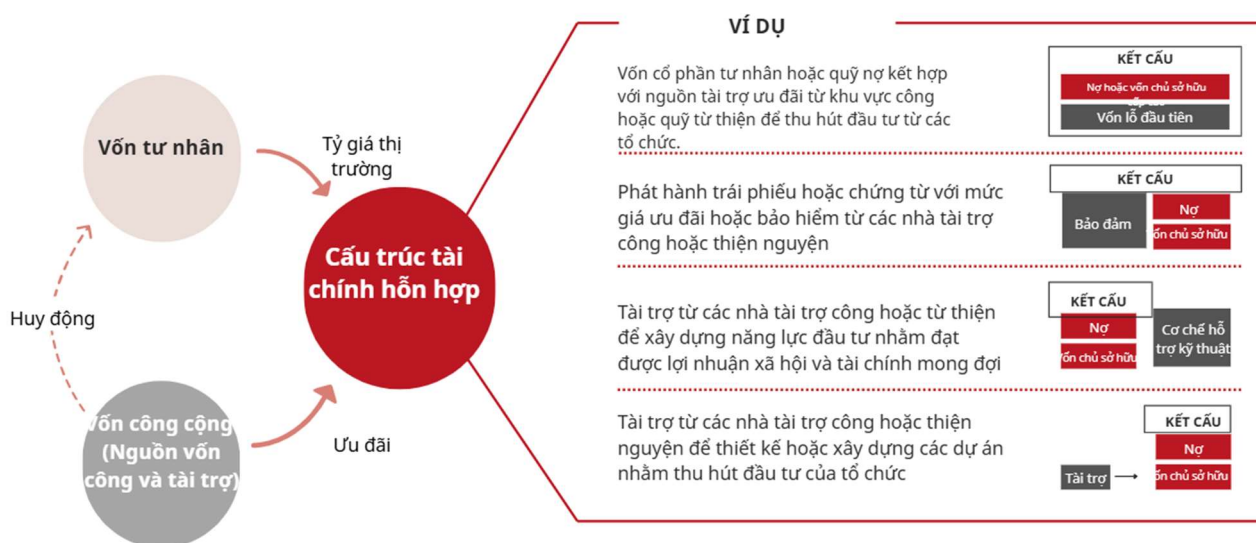 Vốn tư nhân
Tỷ giá thị
trường
Cấu trúc tài
chính hỗn hợp
Huy động
Vốn công cộng
(Nguồn vốn
công và tài trợ)
Ưu đãi
VÍ DỤ
Vốn cổ phần tư nhân hoặc quỹ nợ kết hợp
với nguồn tài trợ ưu đãi từ khu vực công
hoặc quỹ từ thiện để thu hút đầu tư từ các
tổ chức.
KẾT CẤU
Nợ hoặc vốn chủ sở hữu
Vốn lỗ đầu tiên
Phát hành trái phiếu hoặc chứng từ với mức
giá ưu đãi hoặc bảo hiểm từ các nhà tài trợ
công hoặc thiện nguyện
KẾT CẤU
Bảo đảm
Nợ
ốn chủ sở hữu
Tài trợ từ các nhà tài trợ công hoặc từ thiện
để xây dựng năng lực đầu tư nhằm đạt
được lợi nhuận xã hội và tài chính mong đợi
KẾT CẤU
Nợ
ốn chủ sở hữu
Cơ chế hỗ
trợ kỹ thuật
Tài trợ từ các nhà tài trợ công hoặc thiện
nguyện để thiết kế hoặc xây dựng các dự án
nhằm thu hút đầu tư của tổ chức
KẾT CẤU
Nợ
ốn chủ sở hữu
Tài trợ